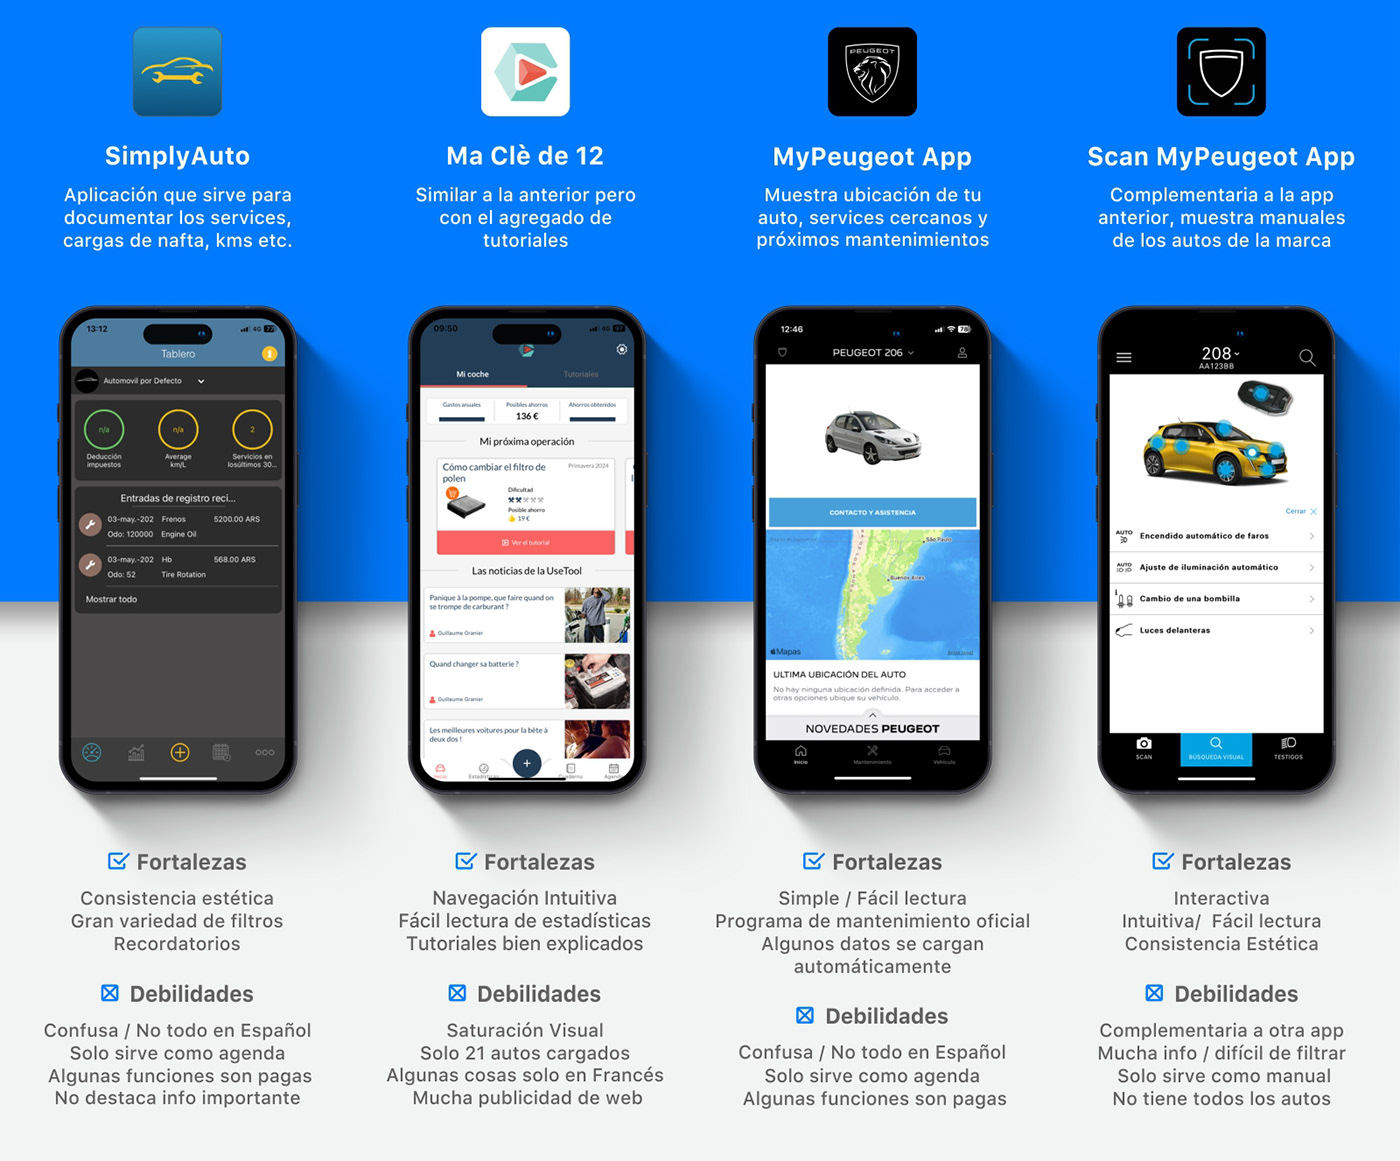 PEUGEOT
SimplyAuto
Aplicación que sirve para
documentar los services,
cargas de nafta, kms etc.
Ma Clè de 12
Similar a la anterior pero
con el agregado de
tutoriales
MyPeugeot App
Muestra ubicación de tu
auto, services cercanos y
próximos mantenimientos
Scan MyPeugeot App
Complementaria a la app
anterior, muestra manuales
de los autos de la marca
13:12
4G 77
Tablero
Automovil por Defecto
n/a
n/a
2
Deducción
impuestos
Average
km/L
Servicios en
losúltimos 30...
Entradas de registro reci...
03-may.-202 Frenos 5200.00 ARS
Odo: 120000 Engine Oil
03-may.-202 Hb 568.00 ARS
Odo: 52 Tire Rotation
Mostrar todo
09:50
4G 97
Mi coche
Tutoriales
Gastos anuales
Posibles ahorros
136 €
Ahorros obtenidos
Mi próxima operación
Cómo cambiar el filtro de
polen
Primavera 2024
Dificultad
Posible ahorro
19 €
Ver el tutorial
Las noticias de la UseTool
Panique à la pompe, que faire quand on
se trompe de carburant ?
Guillaume Granier
Quand changer sa batterie ?
Guillaume Granier
Les meilleures voitures pour la bête à
deux dos !
+
Inicio
12:46
78
PEUGEOT 206
CONTACTO Y ASISTENCIA
São Paulo
Buenos Aires
Mapas
ULTIMA UBICACIÓN DEL AUTO
No hay ninguna ubicación definida. Para acceder a
otras opciones ubique su vehículo.
NOVEDADES PEUGEOT
Inicio
Mantenimiento
Vehículo
208
AA123BB
Cerrar
AUTO
Encendido automático de faros
AUTO
Ajuste de iluminación automático
Cambio de una bombilla
Luces delanteras
SCAN
BÚSQUEDA VISUAL
TESTIGOS
Fortalezas
Consistencia estética
Gran variedad de filtros
Recordatorios
Debilidades
Confusa / No todo en Español
Solo sirve como agenda
Algunas funciones son pagas
No destaca info importante
Fortalezas
Navegación Intuitiva
Fácil lectura de estadísticas
Tutoriales bien explicados
Debilidades
Saturación Visual
Solo 21 autos cargados
Algunas cosas solo en Francés
Mucha publicidad de web
Fortalezas
Simple / Fácil lectura
Programa de mantenimiento oficial
Algunos datos se cargan
automáticamente
Debilidades
Confusa / No todo en Español
Solo sirve como agenda
Algunas funciones son pagas
Fortalezas
Interactiva
Intuitiva/ Fácil lectura
Consistencia Estética
Debilidades
Complementaria a otra app
Mucha info / difícil de filtrar
Solo sirve como manual
No tiene todos los autos